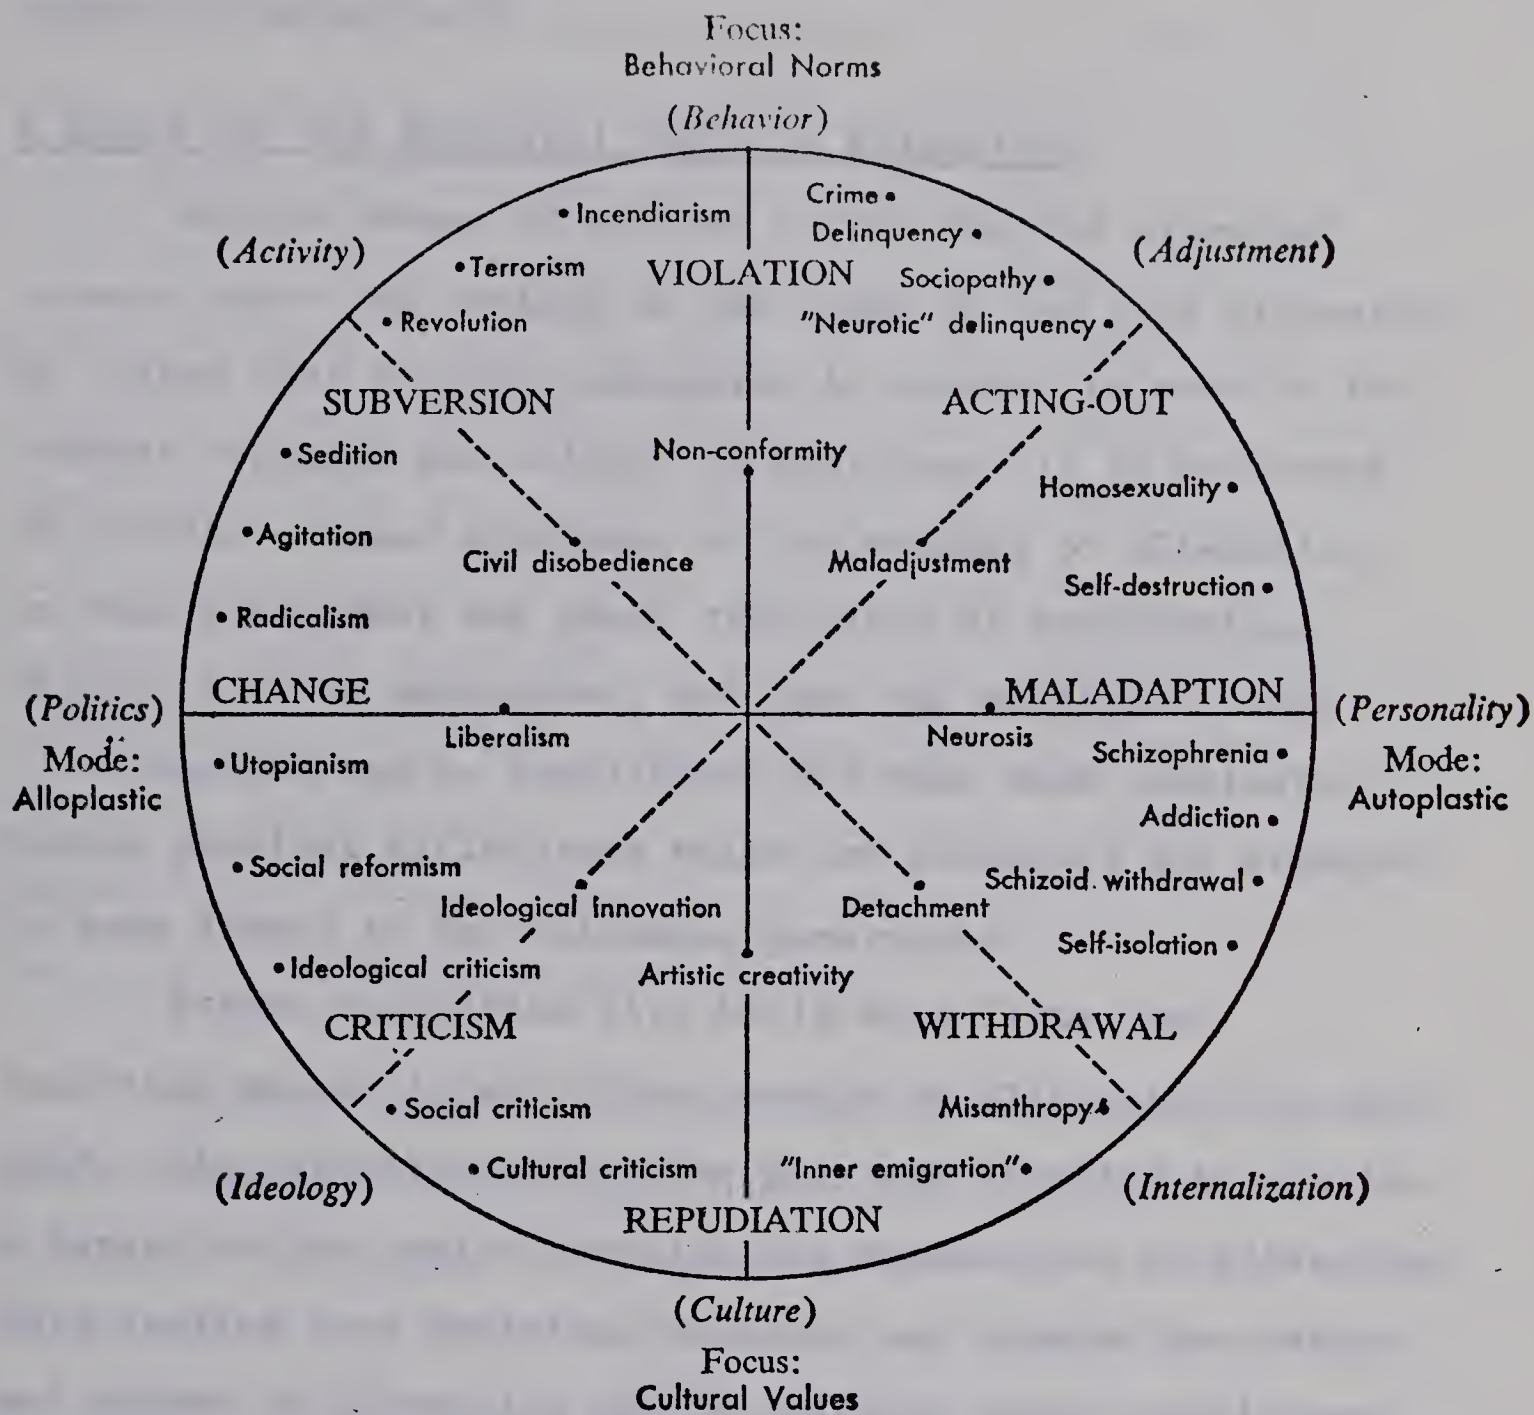 Focus:
Behavioral Norms
(Behavior)
Crime
Incendiarism
Delinquency
(Activity)
(Adjustment)
Terrorism
VIOLATION
Sociopathy
Revolution
"Neurotic" delinquency
SUBVERSION
ACTING-OUT
Sedition
Non-conformity
Homosexuality
Agitation
Civil disobedience
Maladjustment
Self-destruction
Radicalism
CHANGE
MALADAPTION
(Politics)
(Personality)
Mode:
Alloplastic
Liberalism
Neurosis
Mode:
Autoplastic
Utopianism
Schizophrenia
Addiction
Social reformism
Schizoid withdrawal
Ideological Innovation
Detachment
Self-isolation
Ideological criticism
Artistic creativity
CRITICISM
WITHDRAWAL
Social criticism
Misanthropy
Cultural criticism
"Inner emigration"
(Ideology)
(Internalization)
REPUDIATION
(Culture)
Focus:
Cultural Values